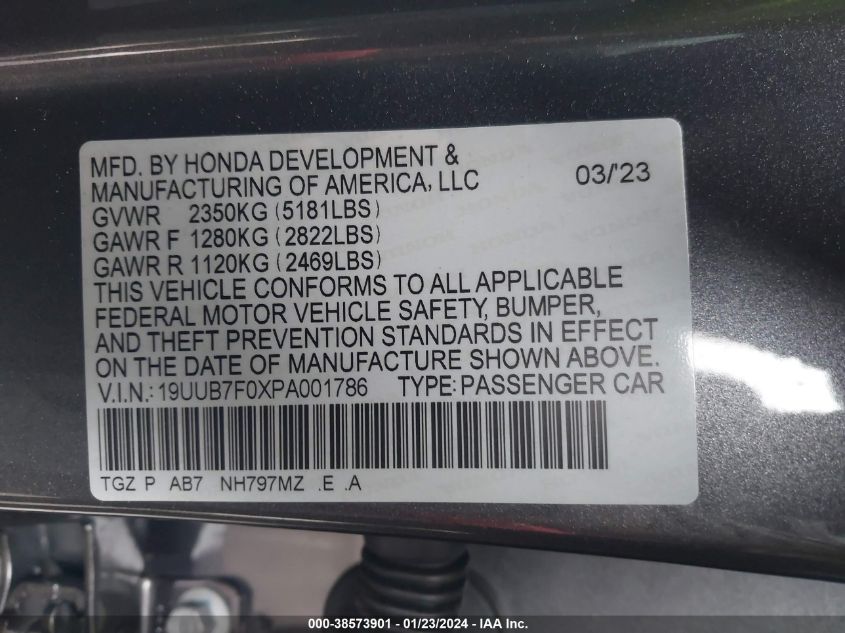 MFD. BY HONDA DEVELOPMENT &
MANUFACTURING OF AMERICA, LLC 03/'23
GVWR 2350KG (5181LBS)
GAWR F 1280KG (2822LBS)
GAWR R 1120KG (2469LBS)
THIS VEHICLE CONFORMS TO ALL APPLICABLE
FEDERAL MOTOR VEHICLE SAFETY, BUMPER,
AND THEFT PREVENTION STANDARDS IN EFFECT
ON THE DATE OF MANUFACTURE SHOWN ABOVE.
V.I.N.: 19UUB7F0XPA001786 TYPE: PASSENGER CAR
TGZ P AB7 NH797MZ .E .A
000-38573901 - 01/23/2024 - IAA Inc.